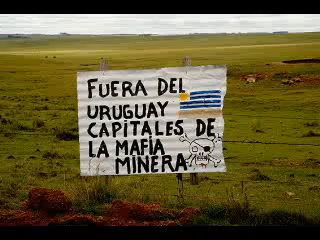 FUERA DEL
URUGUAY
CAPITALES DE
LA MAFIA
MINERA